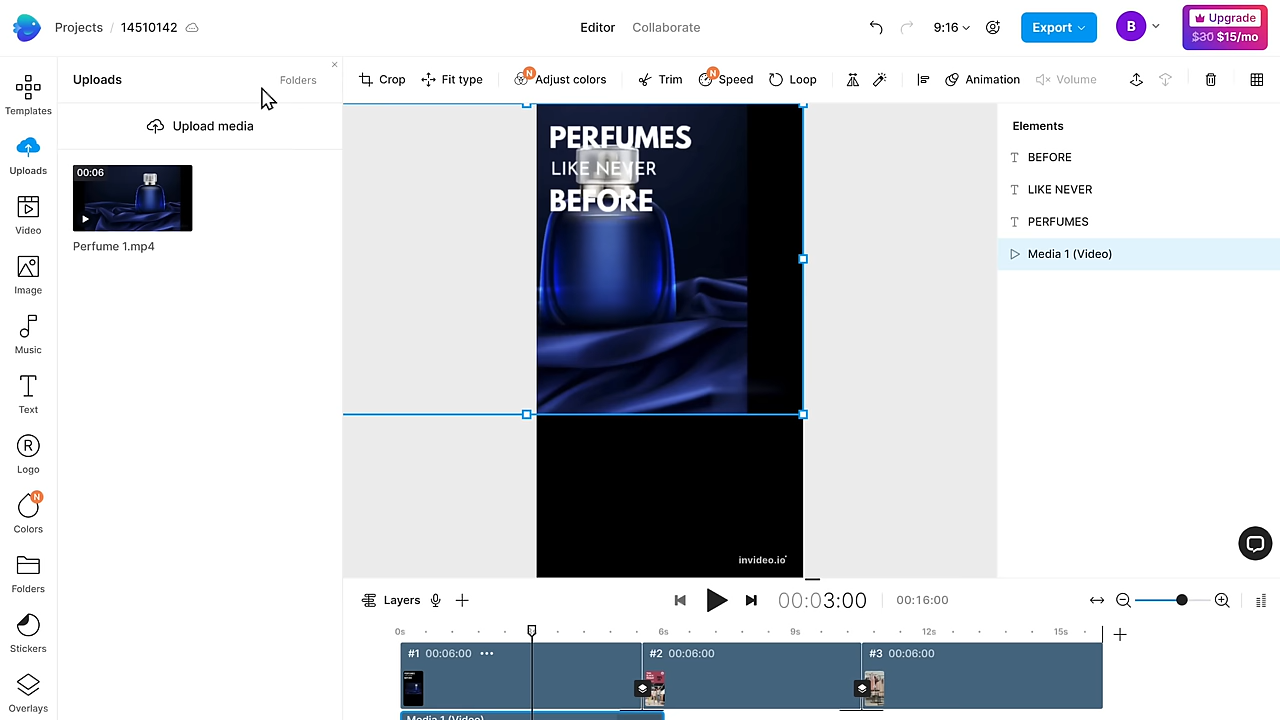 Projects / 14510142
Editor
Collaborate
9:16
Export
B
Upgrade
$30 $15/mo
Templates
Uploads
Video
Image
Music
Text
Logo
Colors
Folders
Stickers
Overlays
Uploads
Folders
Upload media
00:06
Perfume 1.mp4
Crop
Fit type
N
Adjust colors
Trim
N
Speed
Loop
Animation
Volume
PERFUMES
LIKE NEVER
BEFORE
invideo.io
Elements
BEFORE
LIKE NEVER
PERFUMES
Media 1 (Video)
Layers
00:03:00
00:16:00
0s
6s
9s
12s
15s
#1 00:06:00
#2 00:06:00
#3 00:06:00
Media 1 (Video)